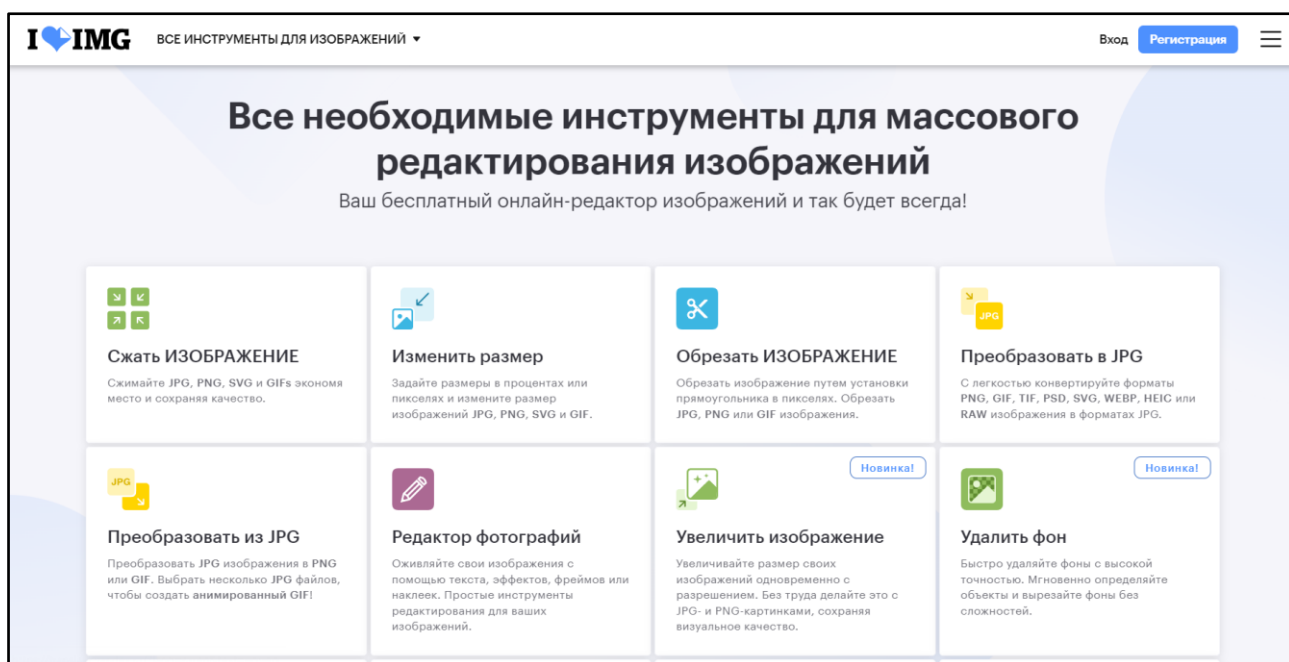 I IMG
ВСЕ ИНСТРУМЕНТЫ ДЛЯ ИЗОБРАЖЕНИЙ
Вход
Регистрация
Все необходимые инструменты для массового
редактирования изображений
Ваш бесплатный онлайн-редактор изображений и так будет всегда!
Сжать ИЗОБРАЖЕНИЕ
Сжимайте JPG, PNG, SVG и GIFs экономя
место и сохраняя качество.
Изменить размер
Задайте размеры в процентах или
пикселях и измените размер
изображений JPG, PNG, SVG и GIF.
Обрезать ИЗОБРАЖЕНИЕ
Обрезать изображение путем установки
прямоугольника в пикселях. Обрезать
JPG, PNG или GIF изображения.
JPG
Преобразовать в JPG
С легкостью конвертируйте форматы
PNG, GIF, TIF, PSD, SVG, WEBP, HEIC или
RAW изображения в форматах JPG.
JPG
Преобразовать из JPG
Преобразовать JPG изображения в PNG
или GIF. Выбрать несколько JPG файлов,
чтобы создать анимированный GIF!
Редактор фотографий
Оживляйте свои изображения с
помощью текста, эффектов, фреймов или
наклеек. Простые инструменты
редактирования для ваших
изображений.
Новинка!
Увеличить изображение
Увеличивайте размер своих
изображений одновременно с
разрешением. Без труда делайте это с
JPG- и PNG-картинками, сохраняя
визуальное качество.
Новинка!
Удалить фон
Быстро удаляйте фоны с высокой
точностью. Мгновенно определяйте
объекты и вырезайте фоны без
сложностей.